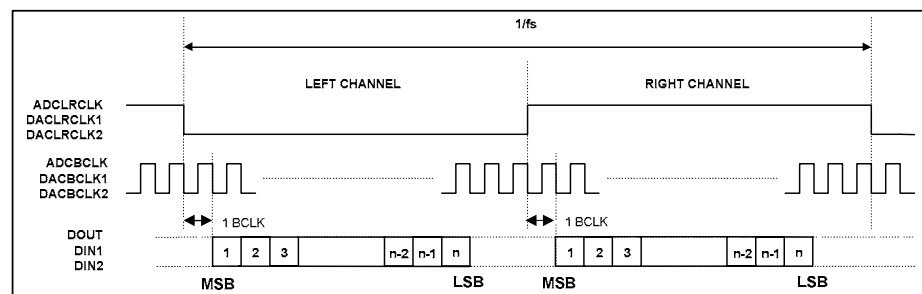 1/fs
LEFT CHANNEL RIGHT CHANNEL
ADCLRCLK
DACLRCLK1
DACLRCLK2
ADCBCLK
DACBCLK1
DACBCLK2
1 BCLK 1 BCLK
DOUT
DIN1
DIN2
1 2 3 n-2 n-1 n 1 2 3 n-2 n-1 n
MSB LSB MSB LSB